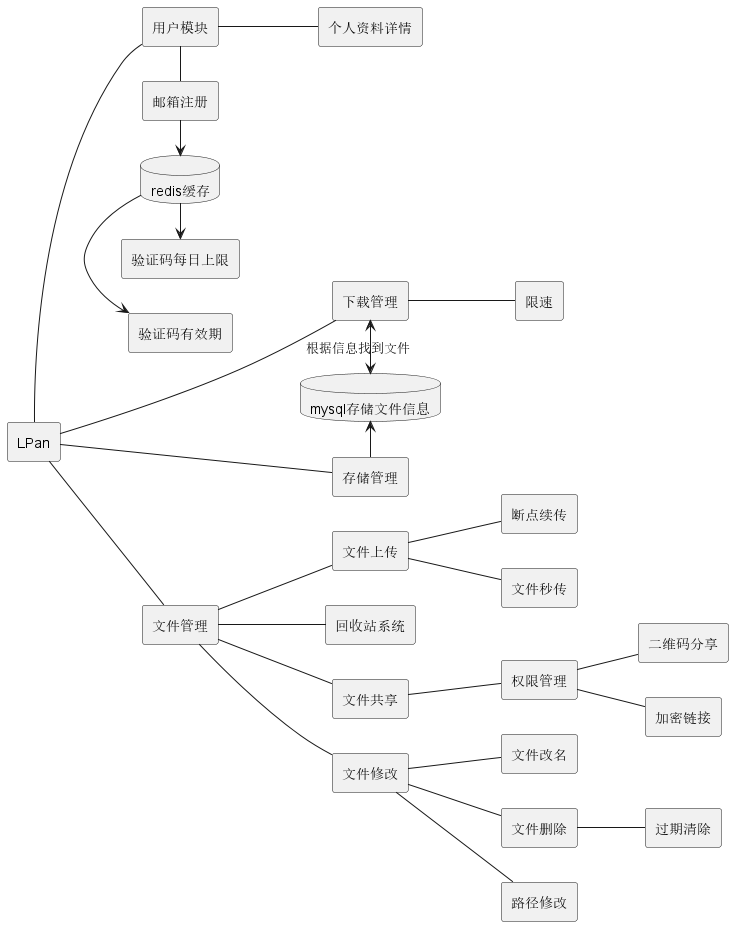 用户模块
个人资料详情
邮箱注册
redis缓存
验证码每日上限
验证码有效期
下载管理
限速
根据信息找到文件
mysql存储文件信息
LPan
存储管理
断点续传
文件上传
文件秒传
文件管理
回收站系统
二维码分享
权限管理
文件共享
加密链接
文件改名
文件修改
文件删除
过期清除
路径修改